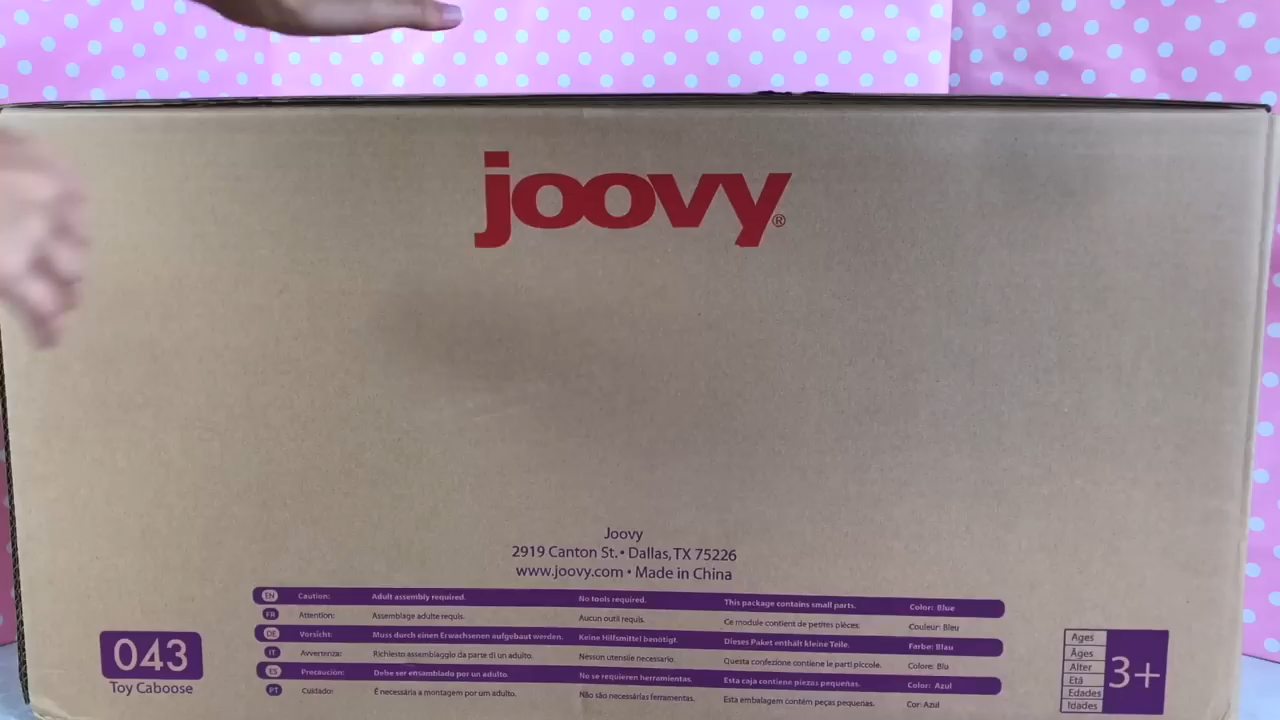 joovy®
Joovy
2919 Canton St. • Dallas, TX 75226
www.joovy.com • Made in China
EN Caution: Adult assembly required. No tools required. This package contains small parts. Color: Blue
FR Attention: Assemblage adulte requis. Aucun outil requis. Ce module contient de petites pièces. Couleur: Bleu
DE Vorsicht: Muss durch einen Erwachsenen aufgebaut werden. Keine Hilfsmittel benötigt. Dieses Paket enthält kleine Teile. Farbe: Blau
IT Avvertenza: Richiesto assemblaggio da parte di un adulto. Nessun utensile necessario. Questa confezione contiene le parti piccole. Colore: Blu
ES Precaución: Debe ser ensamblado por un adulto. No se requieren herramientas. Esta caja contiene piezas pequeñas. Color: Azul
PT Cuidado: É necessária a montagem por um adulto. Não são necessárias ferramentas. Esta embalagem contém peças pequenas. Cor: Azul
043
Toy Caboose
Ages
Âges
Alter
Età
Edades
Idades
3+